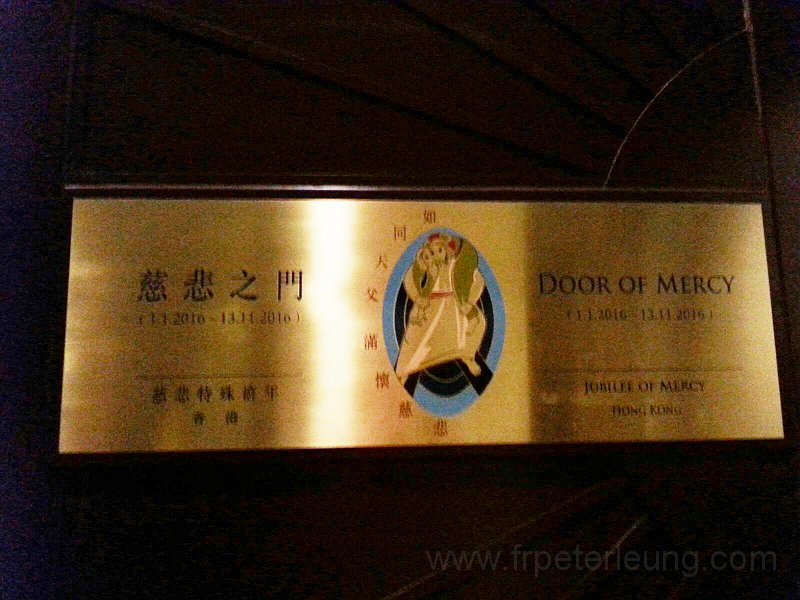 慈悲之門
(1.1.2016 - 13.11.2016)
慈悲特殊禧年
香港
如同天父滿懷慈悲
DOOR OF MERCY
(1.1.2016 - 13.11.2016)
JUBILEE OF MERCY
HONG KONG
www.frpeterleung.com